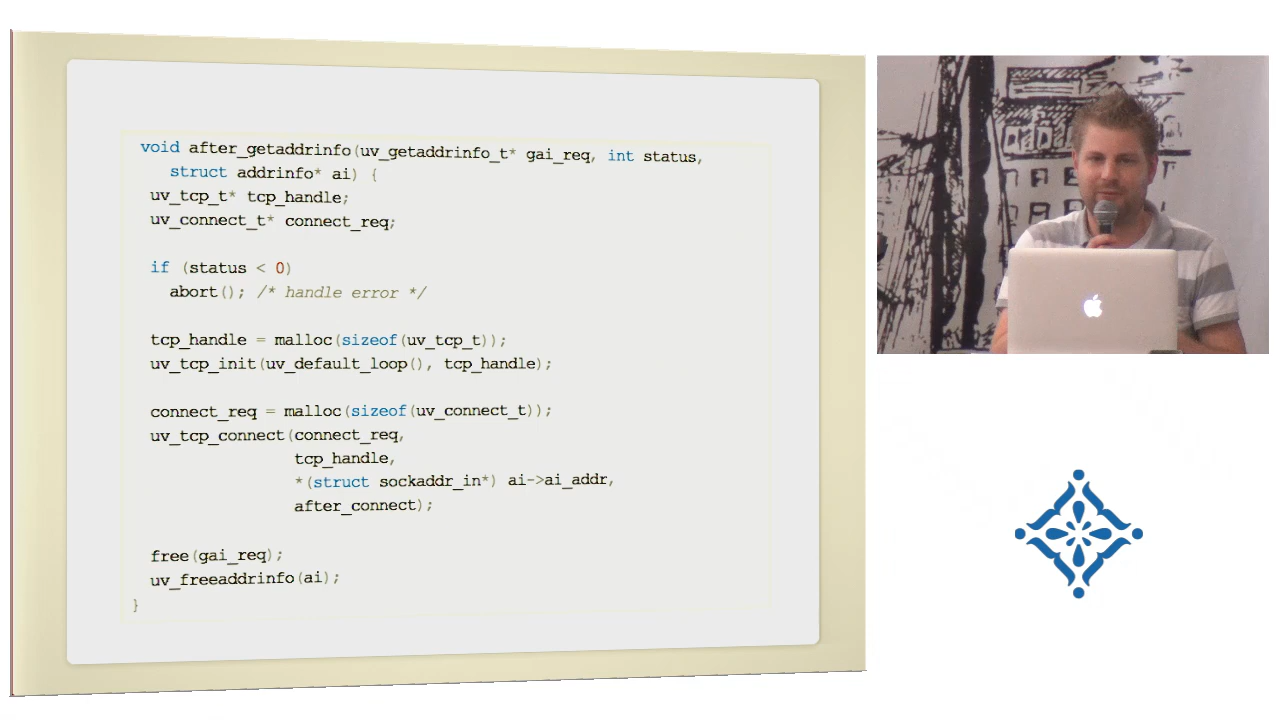 void after_getaddrinfo(uv_getaddrinfo_t* gai_req, int status,
struct addrinfo* ai) {
uv_tcp_t* tcp_handle;
uv_connect_t* connect_req;
if (status < 0)
abort(); /* handle error */
tcp_handle = malloc(sizeof(uv_tcp_t));
uv_tcp_init(uv_default_loop(), tcp_handle);
connect_req = malloc(sizeof(uv_connect_t));
uv_tcp_connect(connect_req,
tcp_handle,
*(struct sockaddr_in*) ai->ai_addr,
after_connect);
free(gai_req);
uv_freeaddrinfo(ai);
}